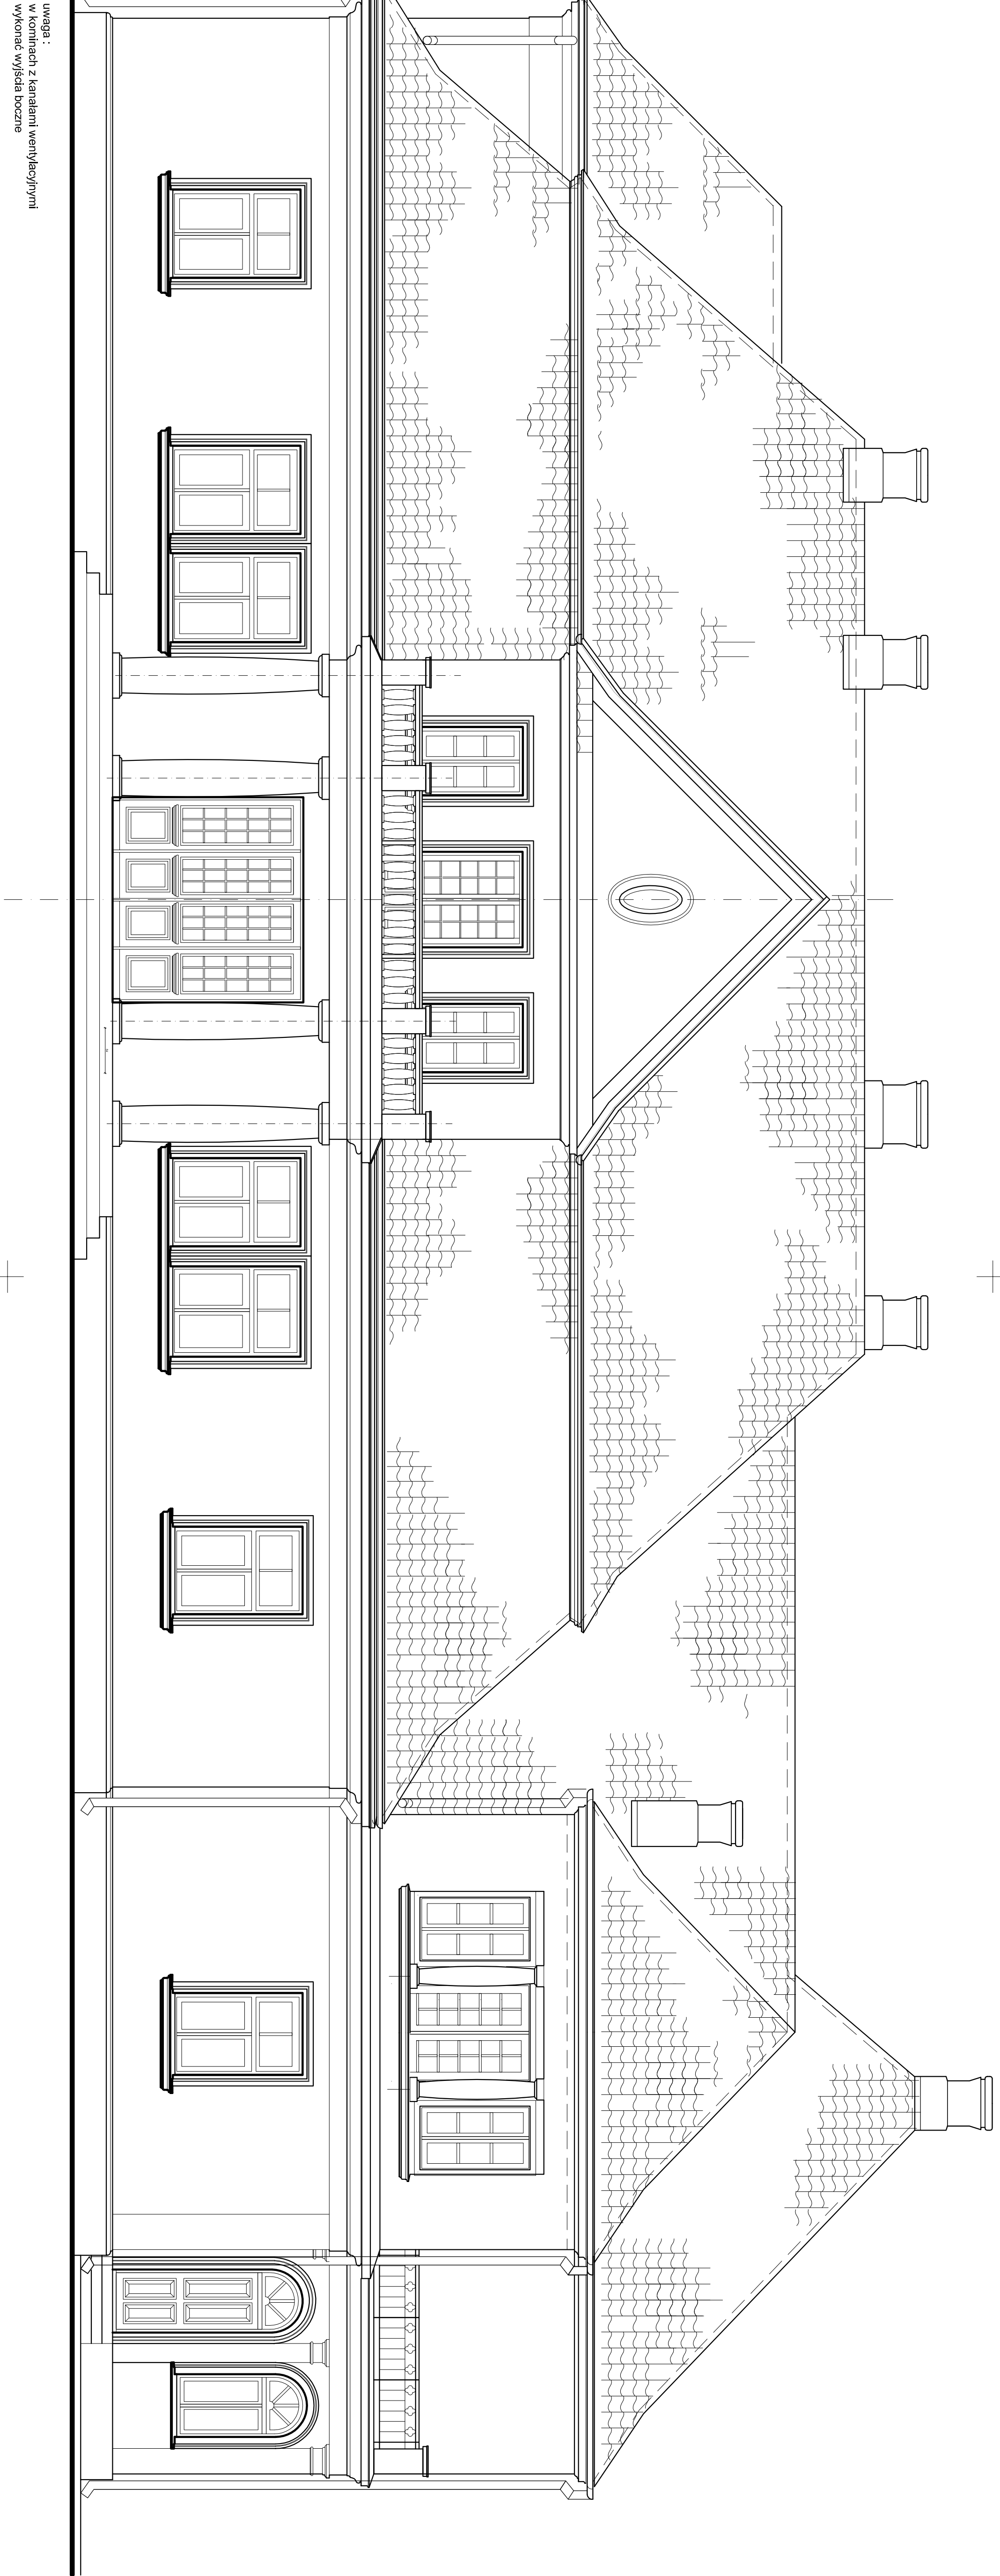 uwaga :
w kominach z kanałami wentylacyjnymi
wykonać wyjścia boczne